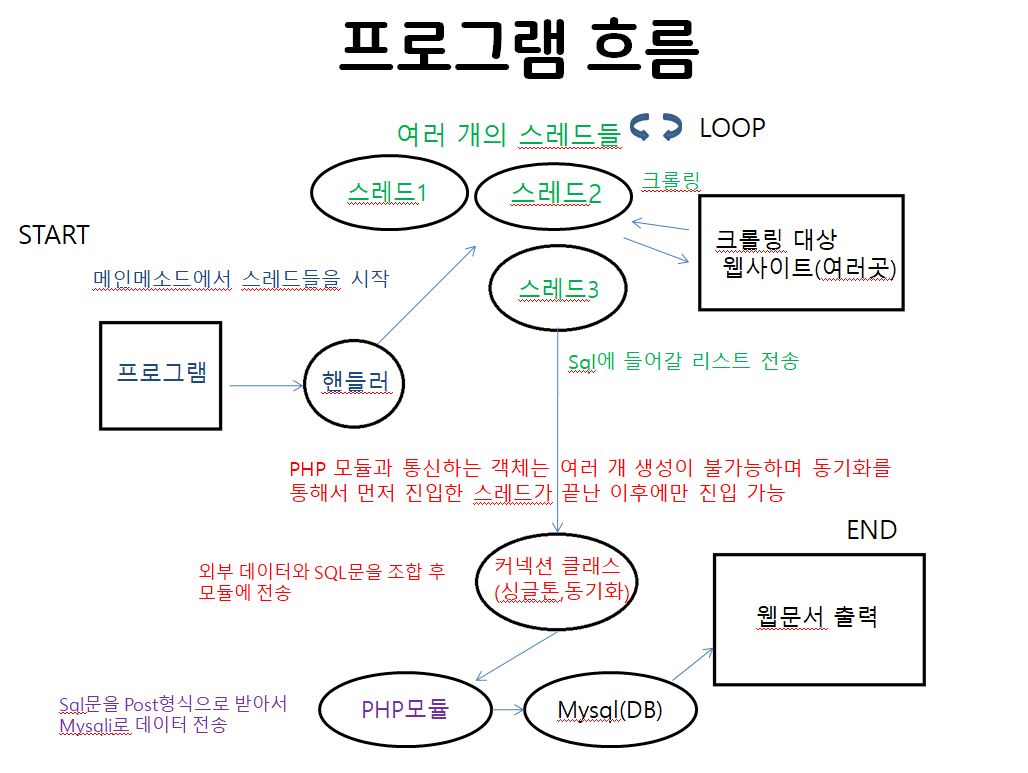 프로그램 흐름
여러 개의 스레드들
LOOP
스레드1
스레드2
크롤링
START
크롤링 대상
웹사이트(여러곳)
메인메소드에서 스레드들을 시작
스레드3
프로그램
핸들러
Sql에 들어갈 리스트 전송
PHP 모듈과 통신하는 객체는 여러 개 생성이 불가능하며 동기화를
통해서 먼저 진입한 스레드가 끝난 이후에만 진입 가능
END
외부 데이터와 SQL문을 조합 후
모듈에 전송
커넥션 클래스
(싱글톤,동기화)
웹문서 출력
Sql문을 Post형식으로 받아서
Mysqli로 데이터 전송
PHP모듈
Mysql(DB)